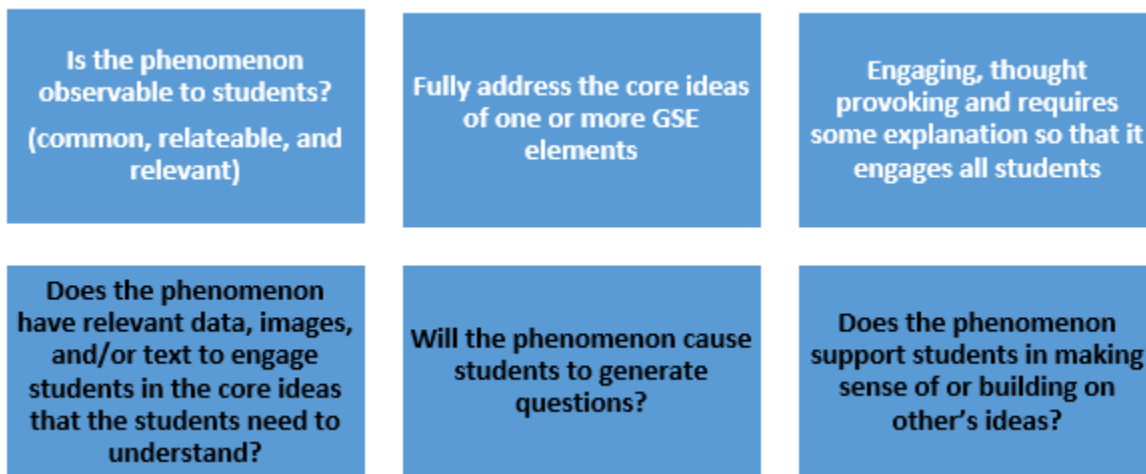 Is the phenomenon
observable to students?
(common, relateable, and
relevant)
Fully address the core ideas
of one or more GSE
elements
Engaging, thought
provoking and requires
some explanation so that it
engages all students
Does the phenomenon
have relevant data, images,
and/or text to engage
students in the core ideas
that the students need to
understand?
Will the phenomenon cause
students to generate
questions?
Does the phenomenon
support students in making
sense of or building on
other's ideas?